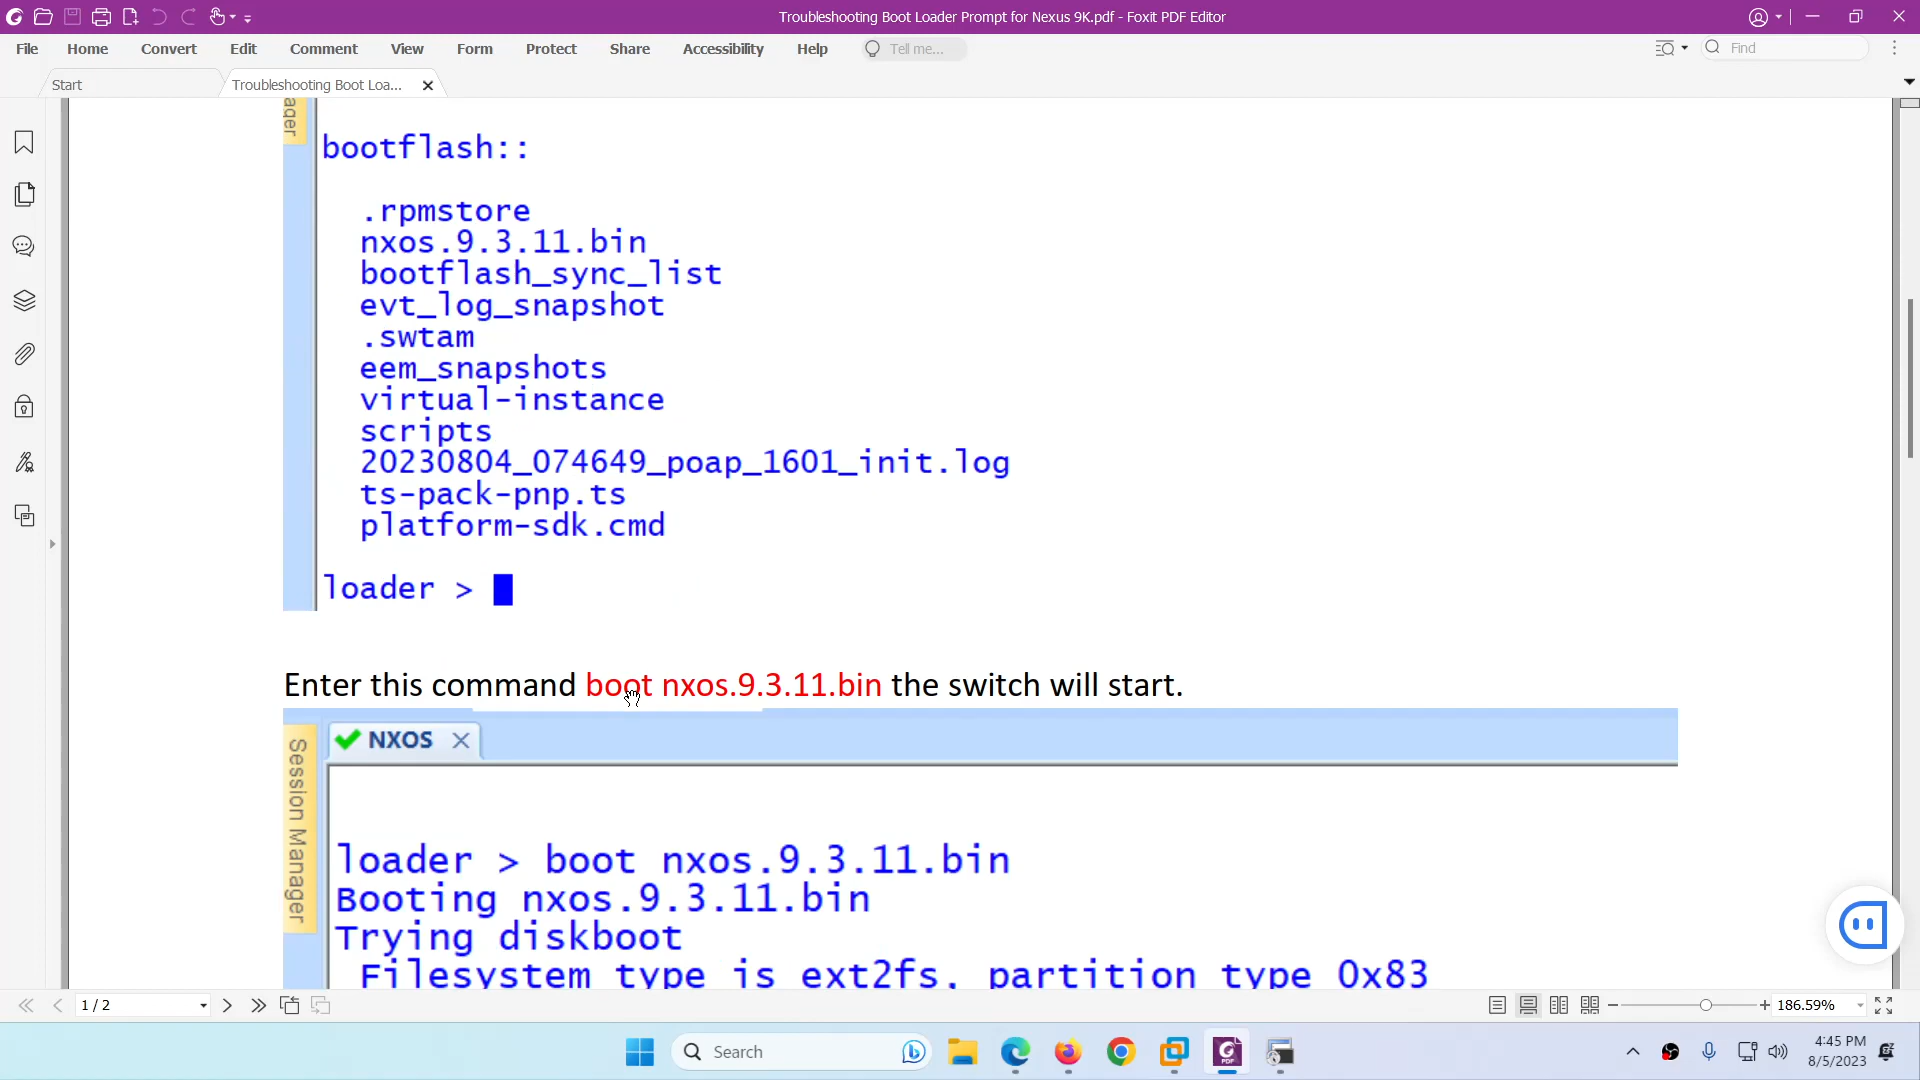 Troubleshooting Boot Loader Prompt for Nexus 9K.pdf - Foxit PDF Editor
File Home Convert Edit Comment View Form Protect Share Accessibility Help Tell me... Find
Start Troubleshooting Boot Loa...
ager
bootflash::
.rpmstore
nxos.9.3.11.bin
bootflash_sync_list
evt_log_snapshot
.swtam
eem_snapshots
virtual-instance
scripts
20230804_074649_poap_1601_init.log
ts-pack-pnp.ts
platform-sdk.cmd
loader >
Enter this command boot nxos.9.3.11.bin the switch will start.
NXOS
Session Manager
loader > boot nxos.9.3.11.bin
Booting nxos.9.3.11.bin
Trying diskboot
Filesystem type is ext2fs, partition type 0x83
1 / 2 186.59%
Search 4:45 PM
8/5/2023